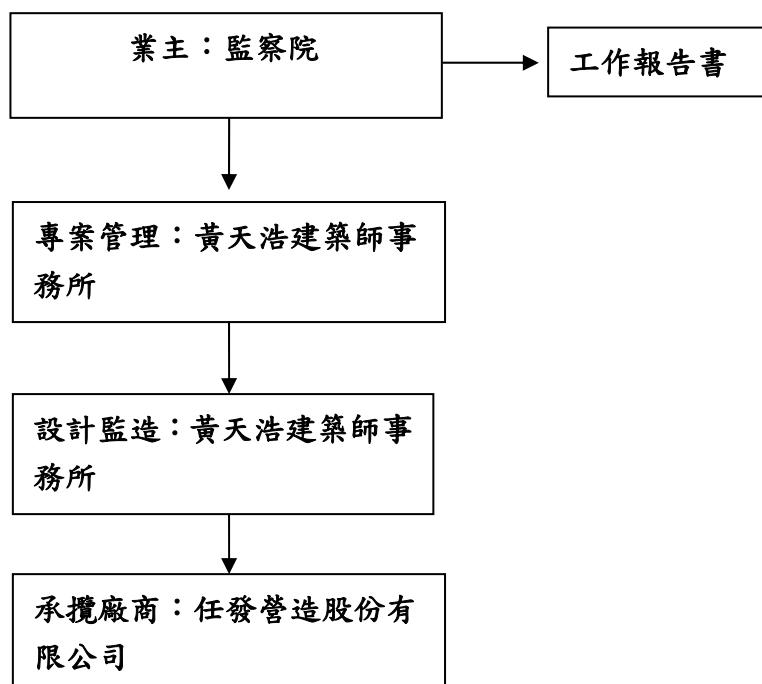 業主：監察院
工作報告書
專案管理：黃天浩建築師事
務所
設計監造：黃天浩建築師事
務所
承攬廠商：任發營造股份有
限公司